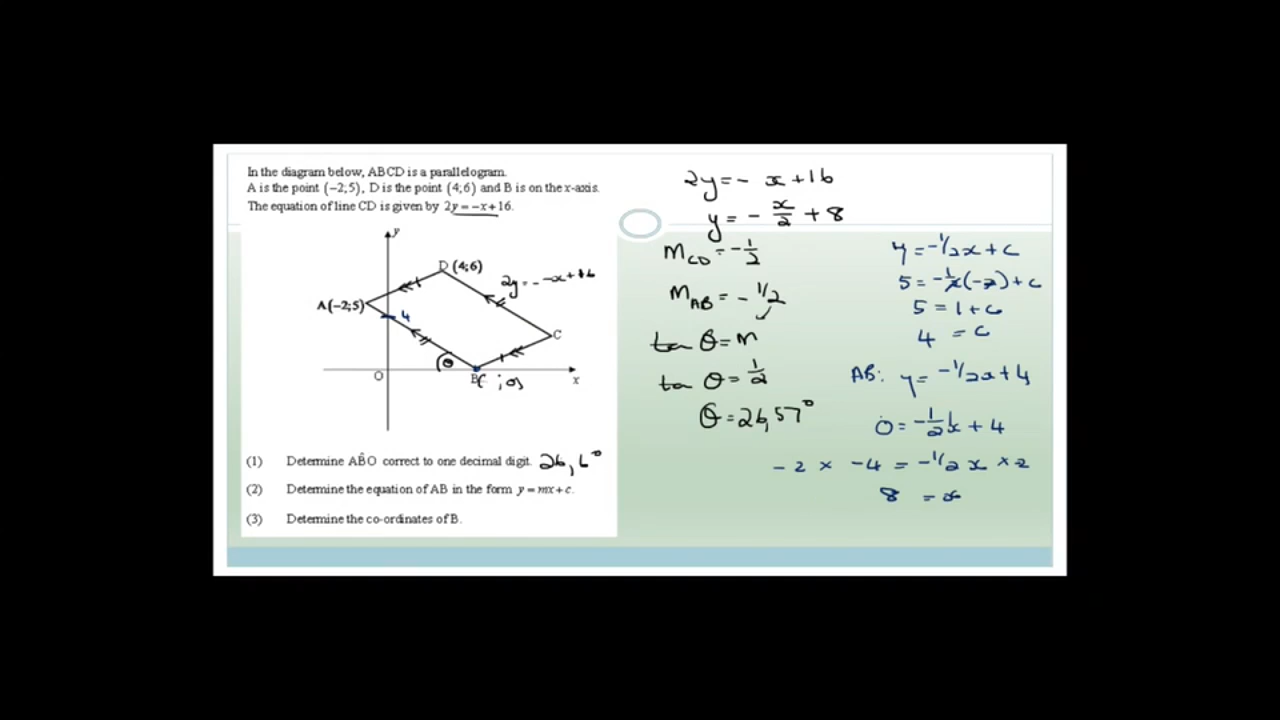 In the diagram below, ABCD is a parallelogram.
A is the point (−2;5), D is the point (4;6) and B is on the x-axis.
The equation of line CD is given by 2y = −x+16.
y
D (4;6)
2y = -x+16
A(−2;5)
4
C
θ
O
B( ;0)
x
(1) Determine AB̂O correct to one decimal digit. 26,6°
(2) Determine the equation of AB in the form y = mx + c.
(3) Determine the co-ordinates of B.
2y = - x +16
y = - x/2 + 8
mCD = -1/2
mAB = - 1/2
tan θ = m
tan θ = 1/2
θ = 26,57°
y = -1/2x + c
5 = -1/2(-2) + c
5 = 1 + c
4 = c
AB: y = -1/2x + 4
0 = -1/2x + 4
-2 × -4 = -1/2 x × -2
8 = x